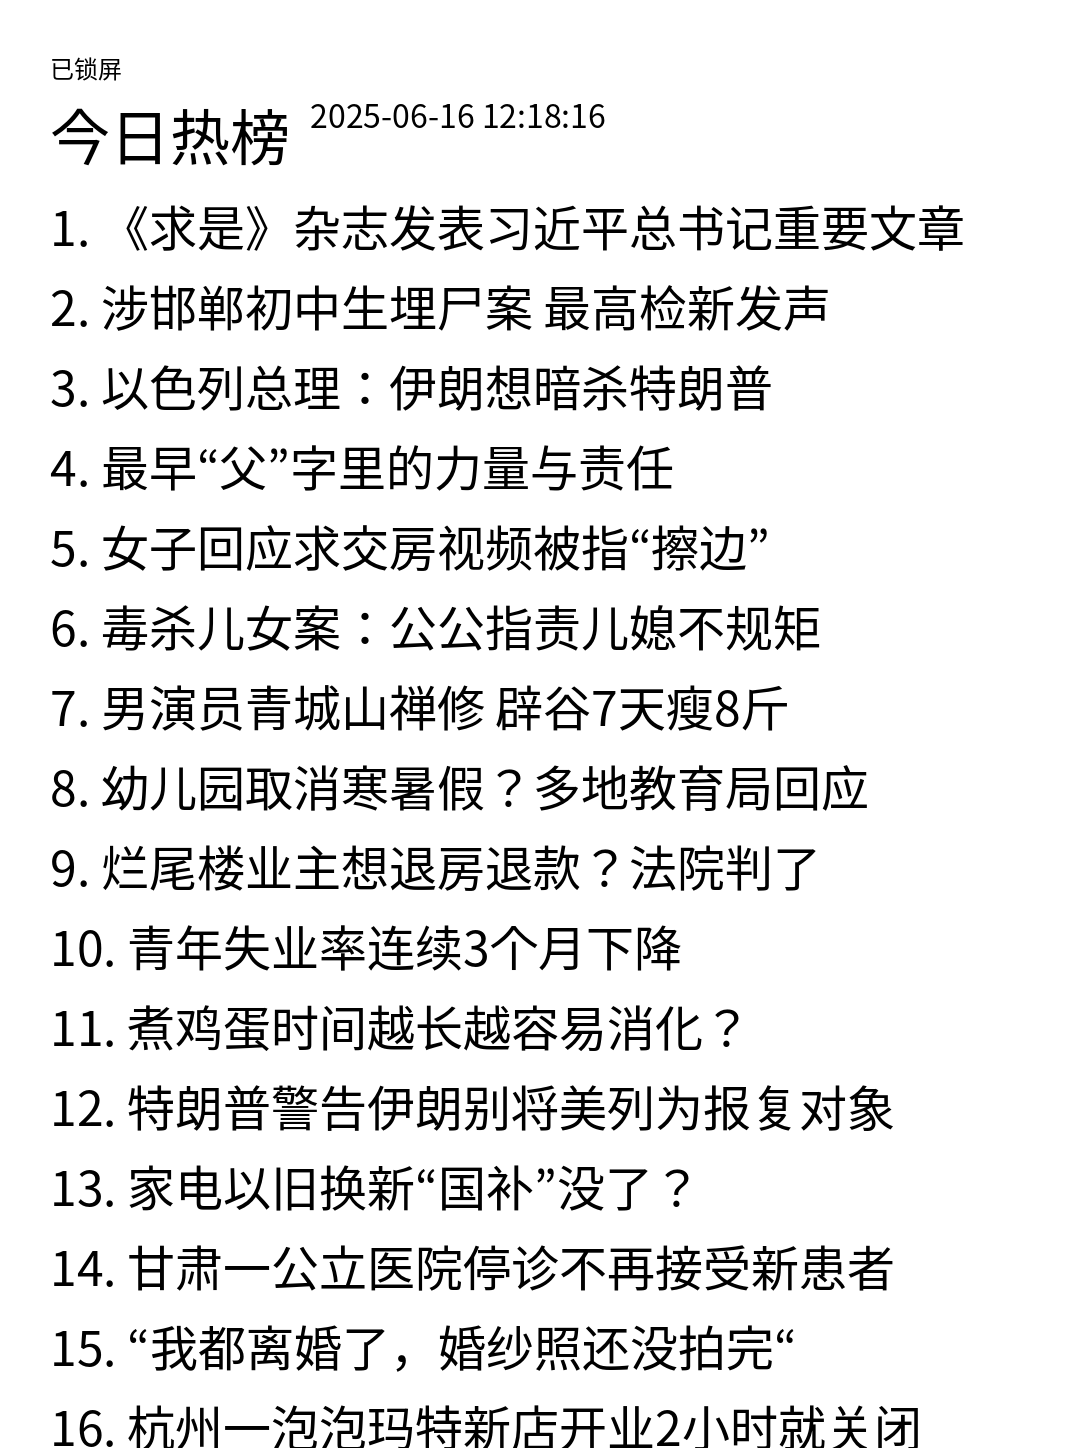 已锁屏
今日热榜 2025-06-16 12:18:16
1. 《求是》杂志发表习近平总书记重要文章
2. 涉邯郸初中生埋尸案 最高检新发声
3. 以色列总理：伊朗想暗杀特朗普
4. 最早“父”字里的力量与责任
5. 女子回应求交房视频被指“擦边”
6. 毒杀儿女案：公公指责儿媳不规矩
7. 男演员青城山禅修 辟谷7天瘦8斤
8. 幼儿园取消寒暑假？多地教育局回应
9. 烂尾楼业主想退房退款？法院判了
10. 青年失业率连续3个月下降
11. 煮鸡蛋时间越长越容易消化？
12. 特朗普警告伊朗别将美列为报复对象
13. 家电以旧换新“国补”没了？
14. 甘肃一公立医院停诊不再接受新患者
15. “我都离婚了，婚纱照还没拍完“
16. 杭州一泡泡玛特新店开业2小时就关闭